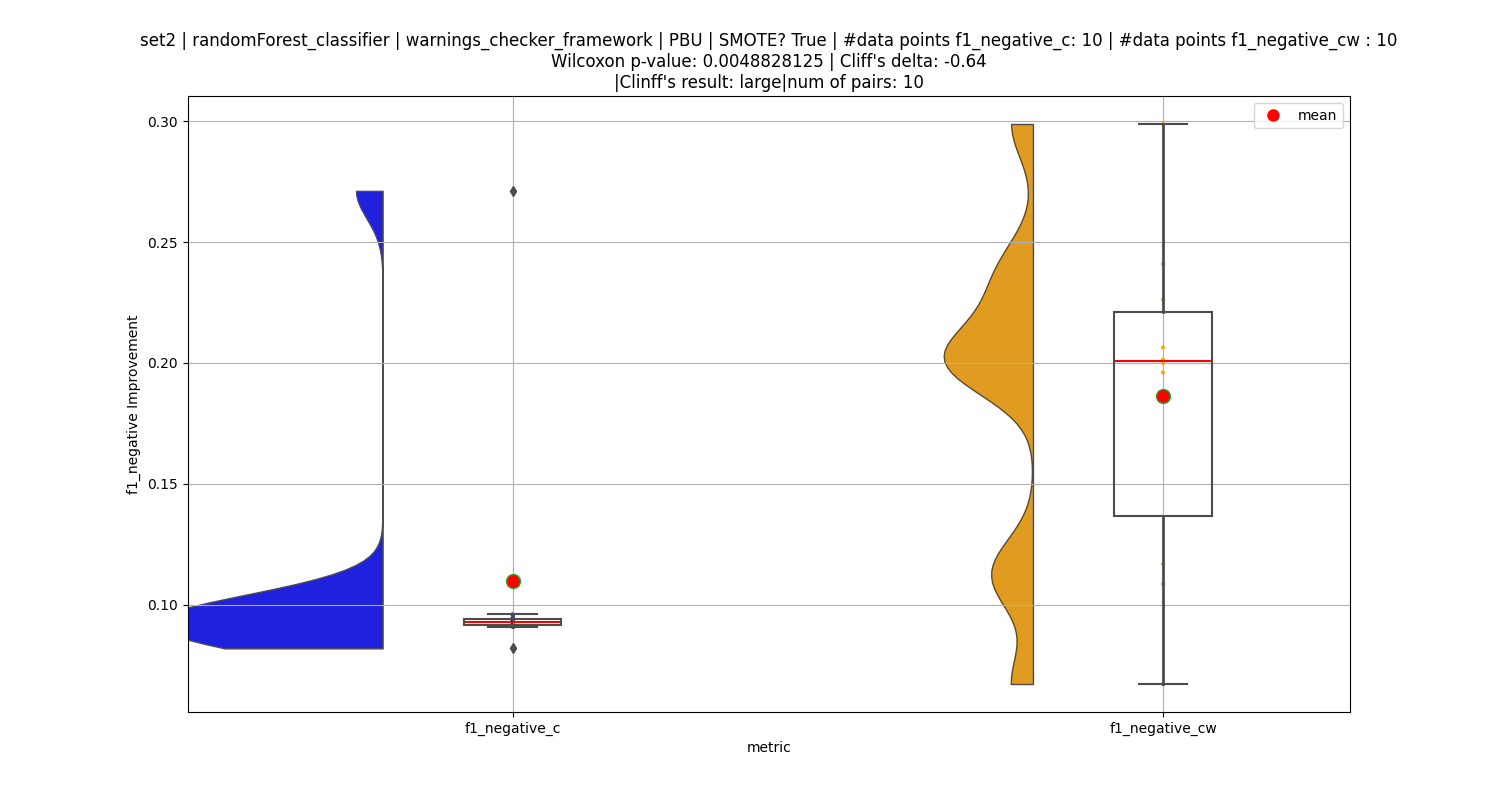 set2 | randomForest_classifier | warnings_checker_framework | PBU | SMOTE? True | #data points f1_negative_c: 10 | #data points f1_negative_cw : 10
Wilcoxon p-value: 0.0048828125 | Cliff's delta: -0.64
|Clinff's result: large|num of pairs: 10
mean
0.30
0.25
0.20
0.15
0.10
f1_negative Improvement
f1_negative_c
f1_negative_cw
metric